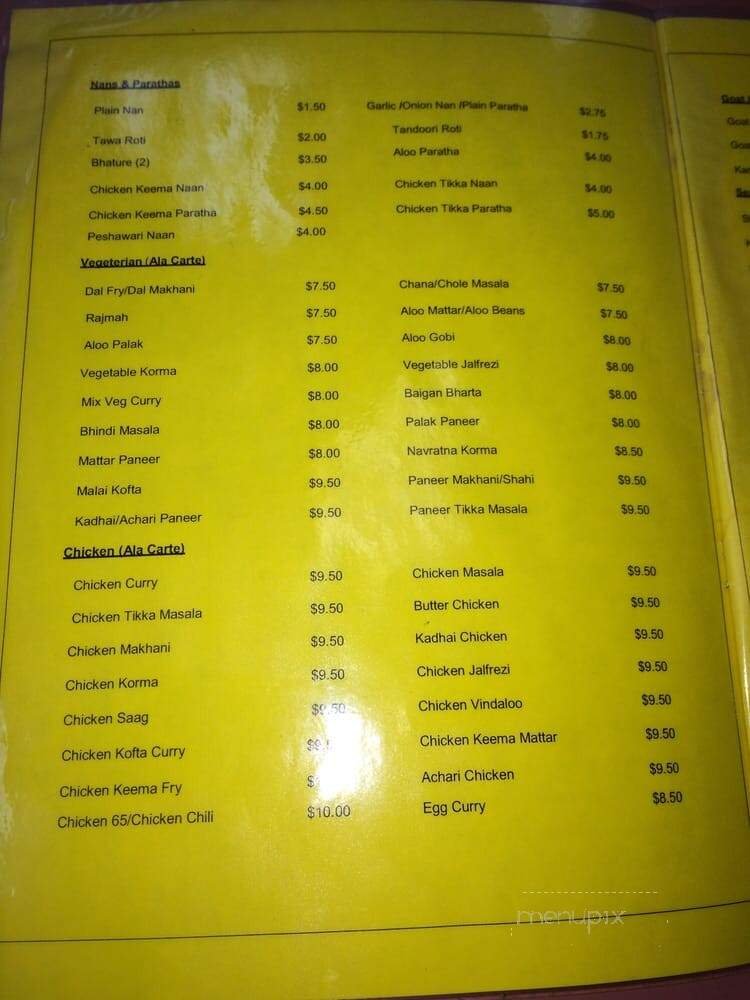 Nans & Parathas
Plain Nan $1.50 Garlic /Onion Nan /Plain Paratha $2.75
Tawa Roti $2.00 Tandoori Roti $1.75
Bhature (2) $3.50 Aloo Paratha $4.00
Chicken Keema Naan $4.00 Chicken Tikka Naan $4.00
Chicken Keema Paratha $4.50 Chicken Tikka Paratha $5.00
Peshawari Naan $4.00
Vegeterian (Ala Carte)
Dal Fry/Dal Makhani $7.50 Chana/Chole Masala $7.50
Rajmah $7.50 Aloo Mattar/Aloo Beans $7.50
Aloo Palak $7.50 Aloo Gobi $8.00
Vegetable Korma $8.00 Vegetable Jalfrezi $8.00
Mix Veg Curry $8.00 Baigan Bharta $8.00
Bhindi Masala $8.00 Palak Paneer $8.00
Mattar Paneer $8.00 Navratna Korma $8.50
Malai Kofta $9.50 Paneer Makhani/Shahi $9.50
Kadhai/Achari Paneer $9.50 Paneer Tikka Masala $9.50
Chicken (Ala Carte)
Chicken Curry $9.50 Chicken Masala $9.50
Chicken Tikka Masala $9.50 Butter Chicken $9.50
Chicken Makhani $9.50 Kadhai Chicken $9.50
Chicken Korma $9.50 Chicken Jalfrezi $9.50
Chicken Saag $9.50 Chicken Vindaloo $9.50
Chicken Kofta Curry Chicken Keema Mattar $9.50
Chicken Keema Fry Achari Chicken $9.50
Chicken 65/Chicken Chili $10.00 Egg Curry $8.50
menupix